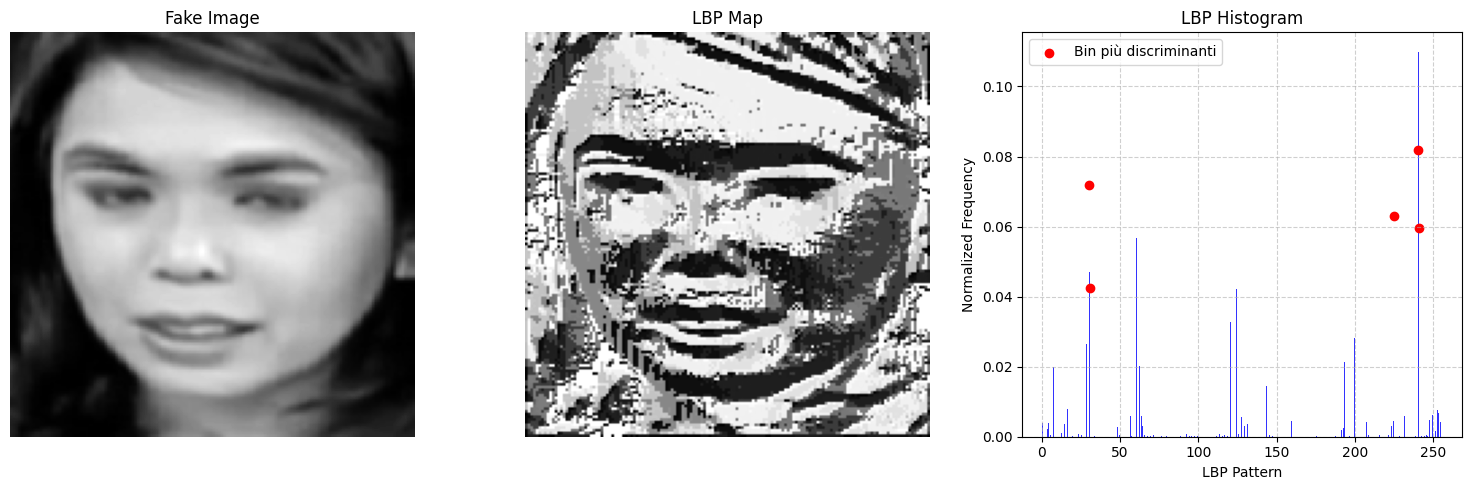 Fake Image
LBP Map
LBP Histogram
Bin più discriminanti
Normalized Frequency
0.10
0.08
0.06
0.04
0.02
0.00
0 50 100 150 200 250
LBP Pattern